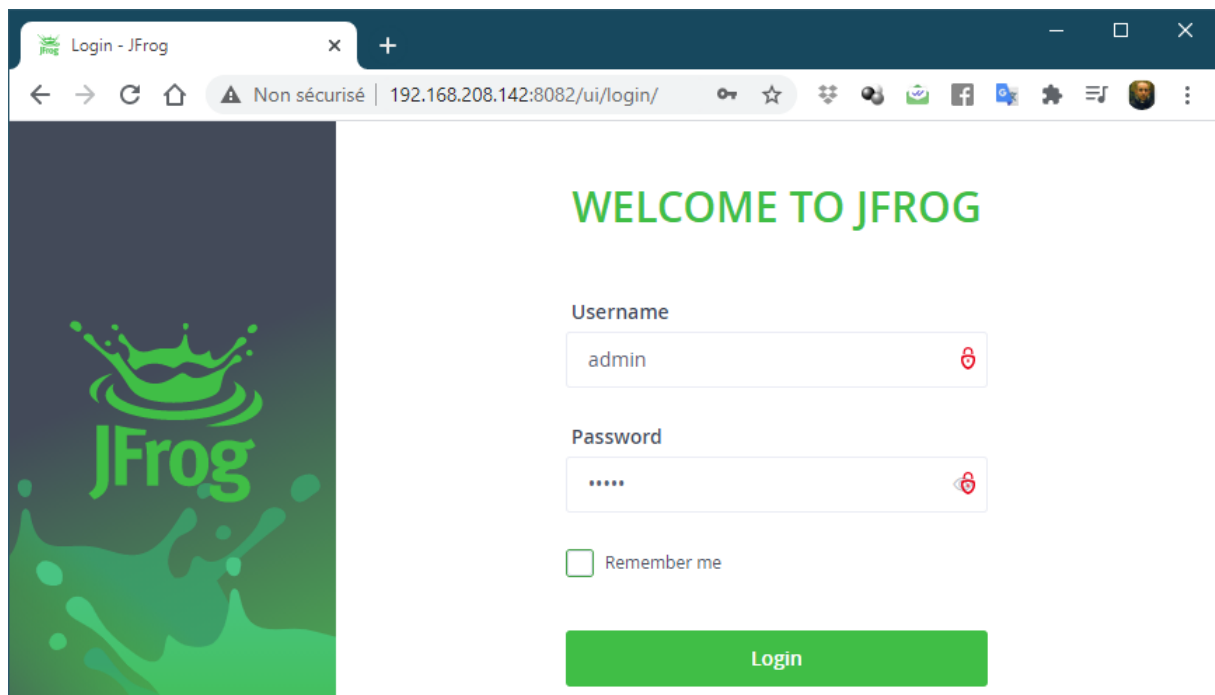 Login - JFrog
Non sécurisé | 192.168.208.142:8082/ui/login/
WELCOME TO JFROG
Username
admin
Password
•••••
Remember me
Login
JFrog